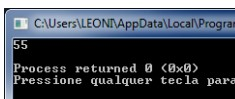 C:\Users\LEONI\AppData\Local\Progra
55
Process returned 0 (0x0)
Pressione qualquer tecla para